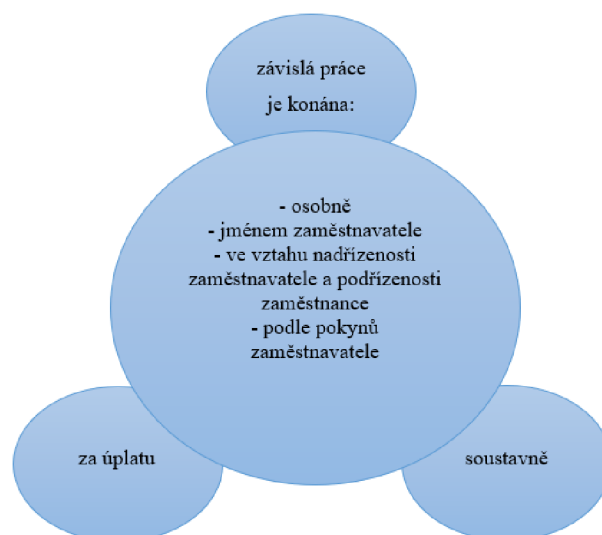 závislá práce
je konána:
- osobně
- jménem zaměstnavatele
- ve vztahu nadřízenosti
zaměstnavatele a podřízenosti
zaměstnance
- podle pokynů
zaměstnavatele
za úplatu
soustavně